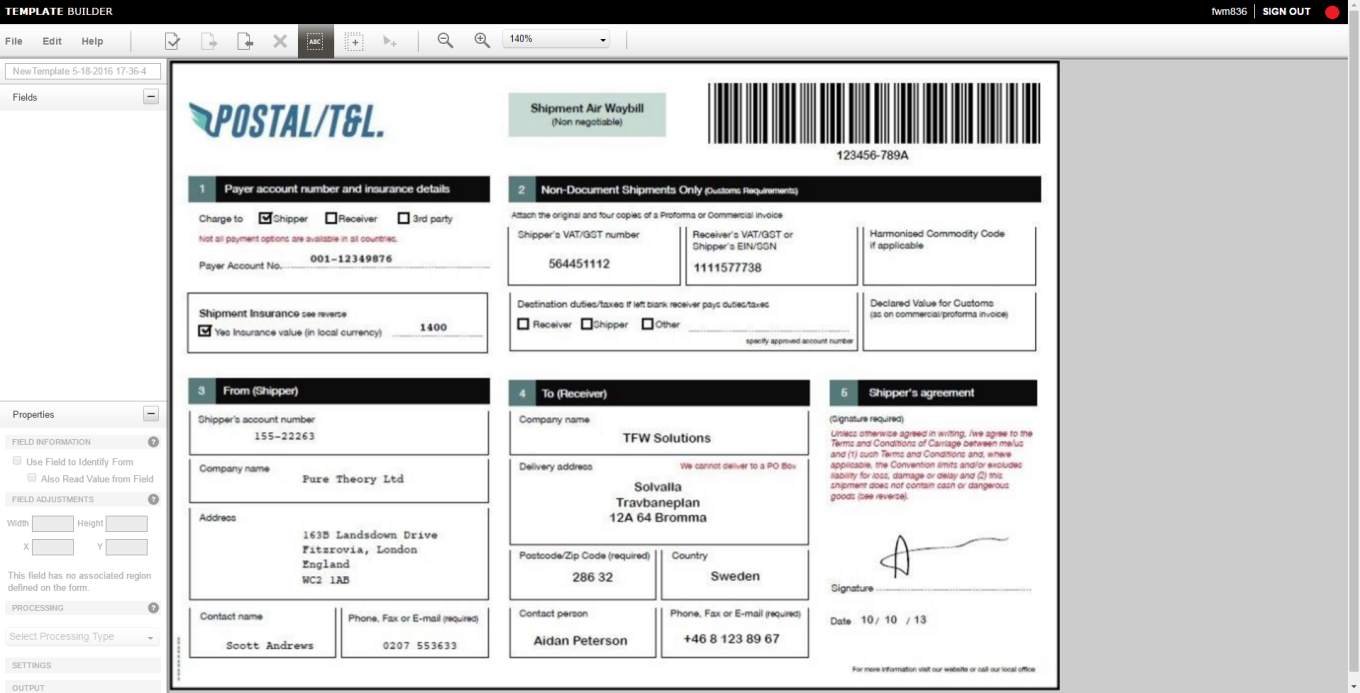 TEMPLATE BUILDER
fwm836 SIGN OUT
File Edit Help
ABC
140%
NewTemplate 5-18-2016 17-36-4
Fields
Properties
FIELD INFORMATION ?
Use Field to Identify Form
Also Read Value from Field
FIELD ADJUSTMENTS ?
Width Height
X Y
This field has no associated region
defined on the form.
PROCESSING ?
Select Processing Type
SETTINGS
OUTPUT
POSTAL/T&L.
Shipment Air Waybill
(Non negotiable)
123456-789A
1 Payer account number and insurance details
Charge to Shipper Receiver 3rd party
Not all payment options are available in all countries.
Payer Account No. 001-12349876
Shipment Insurance see reverse
Yes Insurance value (in local currency) 1400
2 Non-Document Shipments Only (Customs Requirements)
Attach the original and four copies of a Proforma or Commercial invoice
Shipper's VAT/GST number
564451112
Receiver's VAT/GST or
Shipper's EIN/SSN
1111577738
Harmonised Commodity Code
if applicable
Destination duties/taxes If left blank receiver pays duties/taxes
Receiver Shipper Other
specify approved account number
Declared Value for Customs
(as on commercial/proforma invoice)
3 From (Shipper)
Shipper's account number
155-22263
Company name
Pure Theory Ltd
Address
163B Landsdown Drive
Fitzrovia, London
England
WC2 1AB
Contact name
Scott Andrews
Phone, Fax or E-mail (required)
0207 553633
4 To (Receiver)
Company name
TFW Solutions
Delivery address We cannot deliver to a PO Box
Solvalla
Travbaneplan
12A 64 Bromma
Postcode/Zip Code (required)
286 32
Country
Sweden
Contact person
Aidan Peterson
Phone, Fax or E-mail (required)
+46 8 123 89 67
5 Shipper's agreement
(Signature required)
Unless otherwise agreed in writing, I/we agree to the
Terms and Conditions of Carriage between me/us
and (1) such Terms and Conditions and, where
applicable, the Convention limits and/or excludes
liability for loss, damage or delay and (2) this
shipment does not contain cash or dangerous
goods (see reverse).
Signature
Date 10/ 10 / 13
For more information visit our website or call our local office